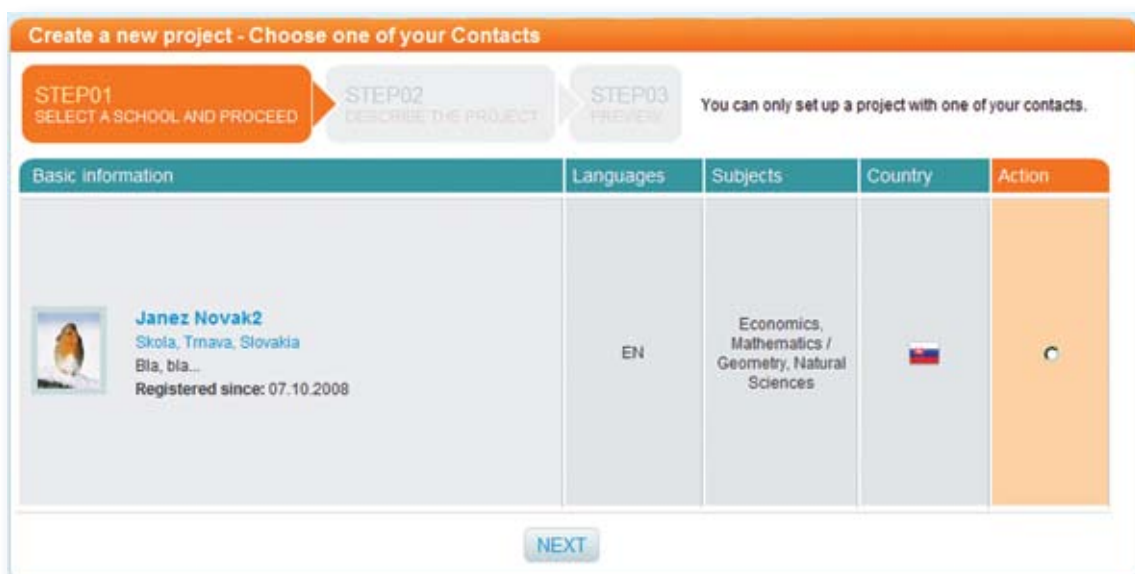 Create a new project - Choose one of your Contacts
STEP01
SELECT A SCHOOL AND PROCEED
STEP02
DESCRIBE THE PROJECT
STEP03
PREVIEW
You can only set up a project with one of your contacts.
Basic information
Languages
Subjects
Country
Action
Janez Novak2
Skola, Trnava, Slovakia
Bla, bla...
Registered since: 07.10.2008
EN
Economics,
Mathematics /
Geometry, Natural
Sciences
NEXT